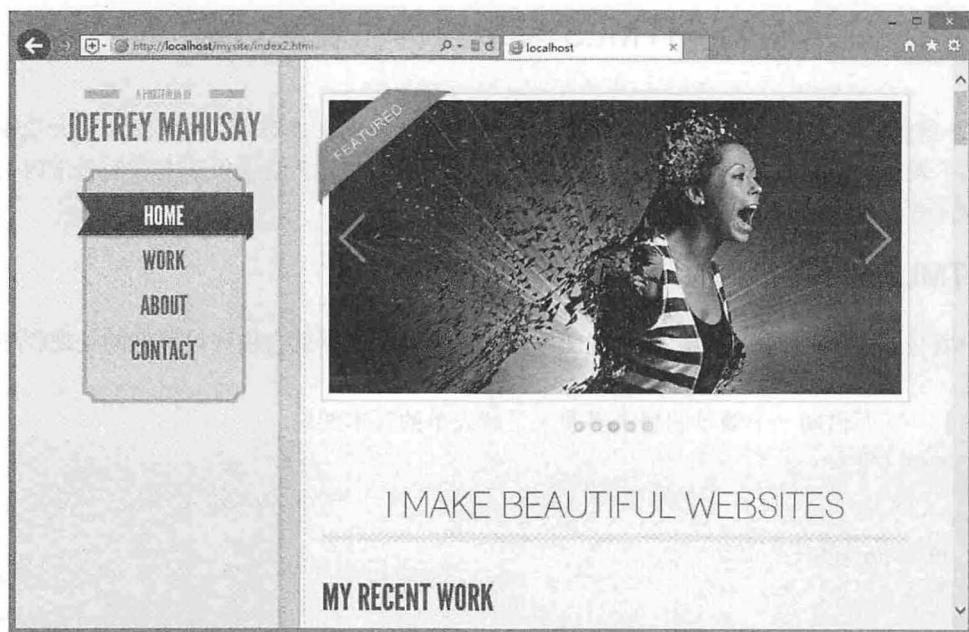 http://localhost/mysite/index2.html
localhost
A PORTFOLIO OF
JOEFREY MAHUSAY
HOME
WORK
ABOUT
CONTACT
FEATURED
I MAKE BEAUTIFUL WEBSITES
MY RECENT WORK